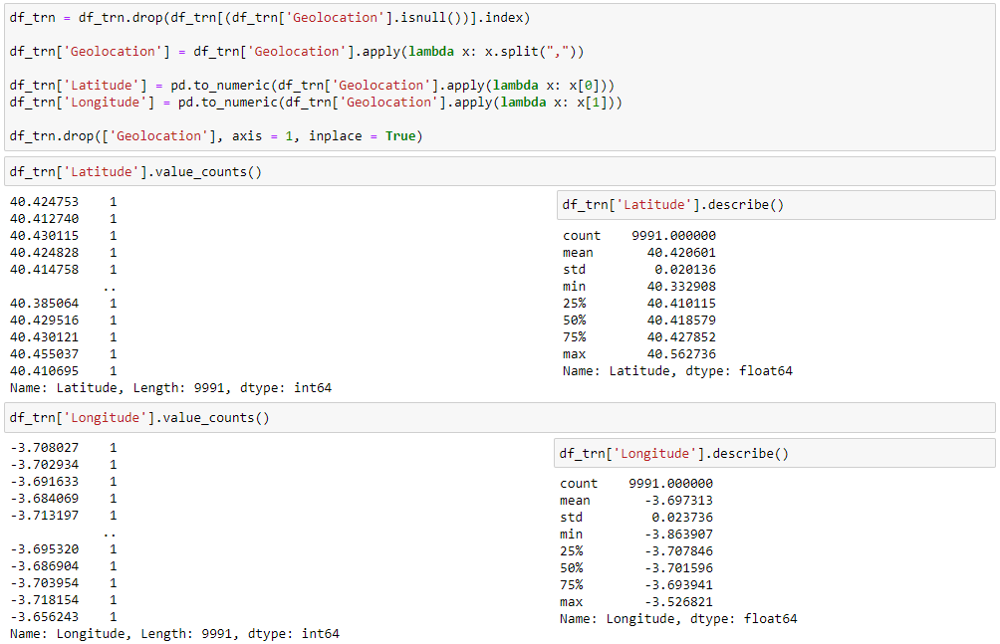 df_trn = df_trn.drop(df_trn[(df_trn['Geolocation'].isnull())].index)
df_trn['Geolocation'] = df_trn['Geolocation'].apply(lambda x: x.split(","))
df_trn['Latitude'] = pd.to_numeric(df_trn['Geolocation'].apply(lambda x: x[0]))
df_trn['Longitude'] = pd.to_numeric(df_trn['Geolocation'].apply(lambda x: x[1]))
df_trn.drop(['Geolocation'], axis = 1, inplace = True)
df_trn['Latitude'].value_counts()
40.424753    1
40.412740    1
40.430115    1
40.424828    1
40.414758    1
..
40.385064    1
40.429516    1
40.430121    1
40.455037    1
40.410695    1
Name: Latitude, Length: 9991, dtype: int64
df_trn['Latitude'].describe()
count    9991.000000
mean       40.420601
std         0.020136
min        40.332908
25%        40.410115
50%        40.418579
75%        40.427852
max        40.562736
Name: Latitude, dtype: float64
df_trn['Longitude'].value_counts()
-3.708027    1
-3.702934    1
-3.691633    1
-3.684069    1
-3.713197    1
..
-3.695320    1
-3.686904    1
-3.703954    1
-3.718154    1
-3.656243    1
Name: Longitude, Length: 9991, dtype: int64
df_trn['Longitude'].describe()
count    9991.000000
mean       -3.697313
std         0.023736
min        -3.863907
25%        -3.707846
50%        -3.701596
75%        -3.693941
max        -3.526821
Name: Longitude, dtype: float64